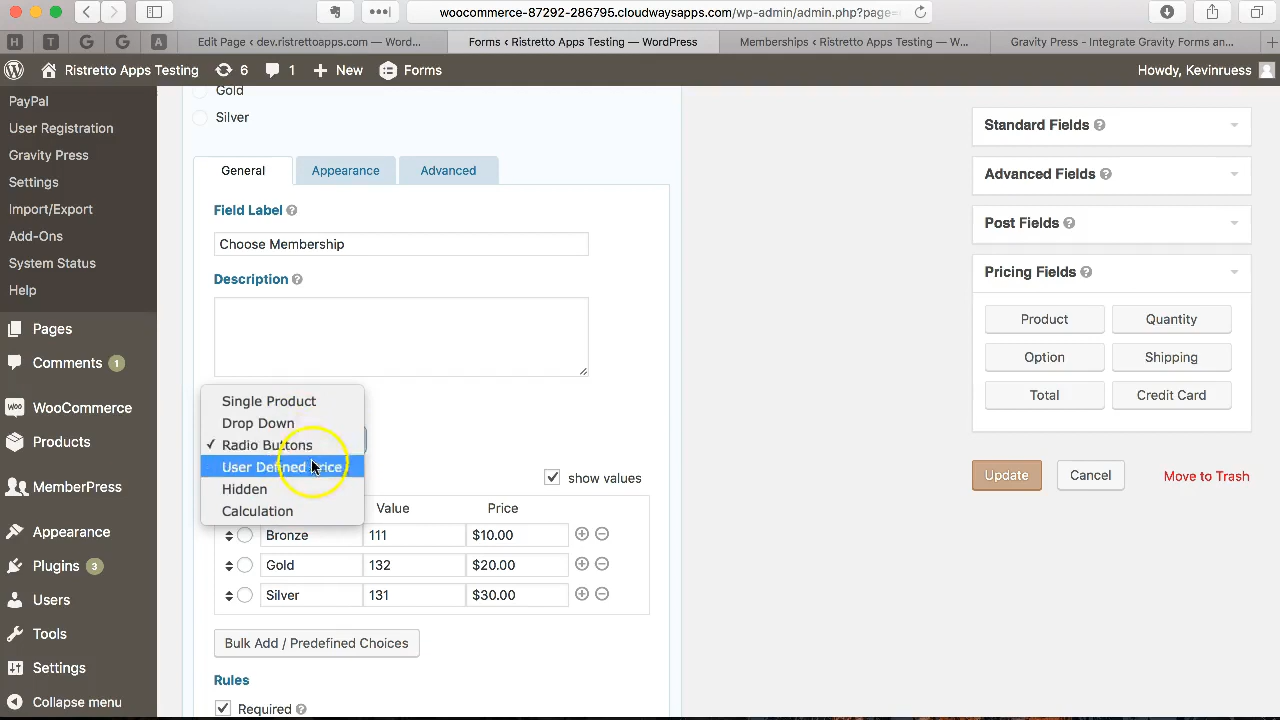 woocommerce-87292-286795.cloudwaysapps.com/wp-admin/admin.php?page=
H T G G A Edit Page ‹ dev.ristrettoapps.com — Word... Forms ‹ Ristretto Apps Testing — WordPress Memberships ‹ Ristretto Apps Testing — W... Gravity Press - Integrate Gravity Forms an...
Ristretto Apps Testing 6 1 New Forms Howdy, Kevinruess
PayPal
User Registration
Gravity Press
Settings
Import/Export
Add-Ons
System Status
Help
Pages
Comments 1
WooCommerce
Products
MemberPress
Appearance
Plugins 3
Users
Tools
Settings
Collapse menu
Gold
Silver
General Appearance Advanced
Field Label
Choose Membership
Description
Single Product
Drop Down
✓ Radio Buttons
User Defined Price
Hidden
Calculation
show values
Value Price
Bronze 111 $10.00
Gold 132 $20.00
Silver 131 $30.00
Bulk Add / Predefined Choices
Rules
Required
Standard Fields
Advanced Fields
Post Fields
Pricing Fields
Product Quantity
Option Shipping
Total Credit Card
Update Cancel Move to Trash